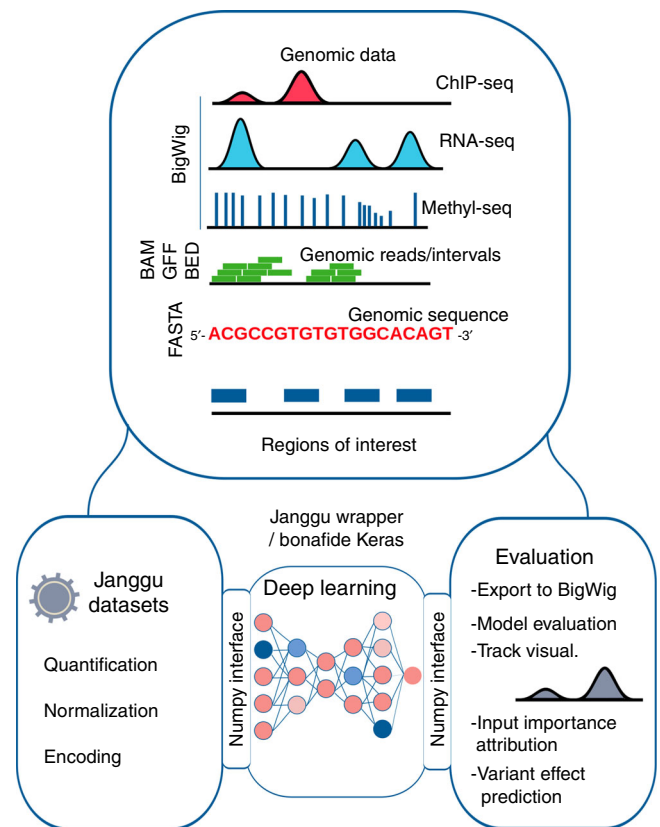 Genomic data
ChIP-seq
BigWig
RNA-seq
Methyl-seq
BAM
GFF
BED
Genomic reads/intervals
FASTA
Genomic sequence
5′- ACGCCGTGTGTGGCACAGT -3′
Regions of interest
Janggu
datasets
Quantification
Normalization
Encoding
Numpy interface
Janggu wrapper
/ bonafide Keras
Deep learning
Numpy interface
Evaluation
-Export to BigWig
-Model evaluation
-Track visual.
-Input importance
attribution
-Variant effect
prediction